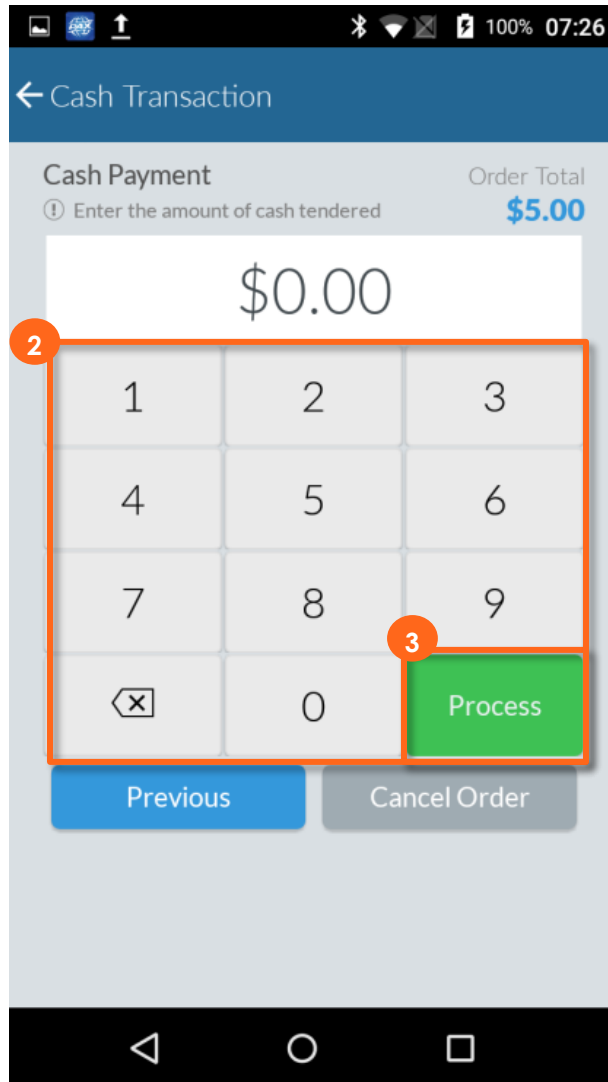 100% 07:26
Cash Transaction
Cash Payment
Order Total
Enter the amount of cash tendered
$5.00
$0.00
2
1 2 3
4 5 6
7 8 9
3
0 Process
Previous Cancel Order